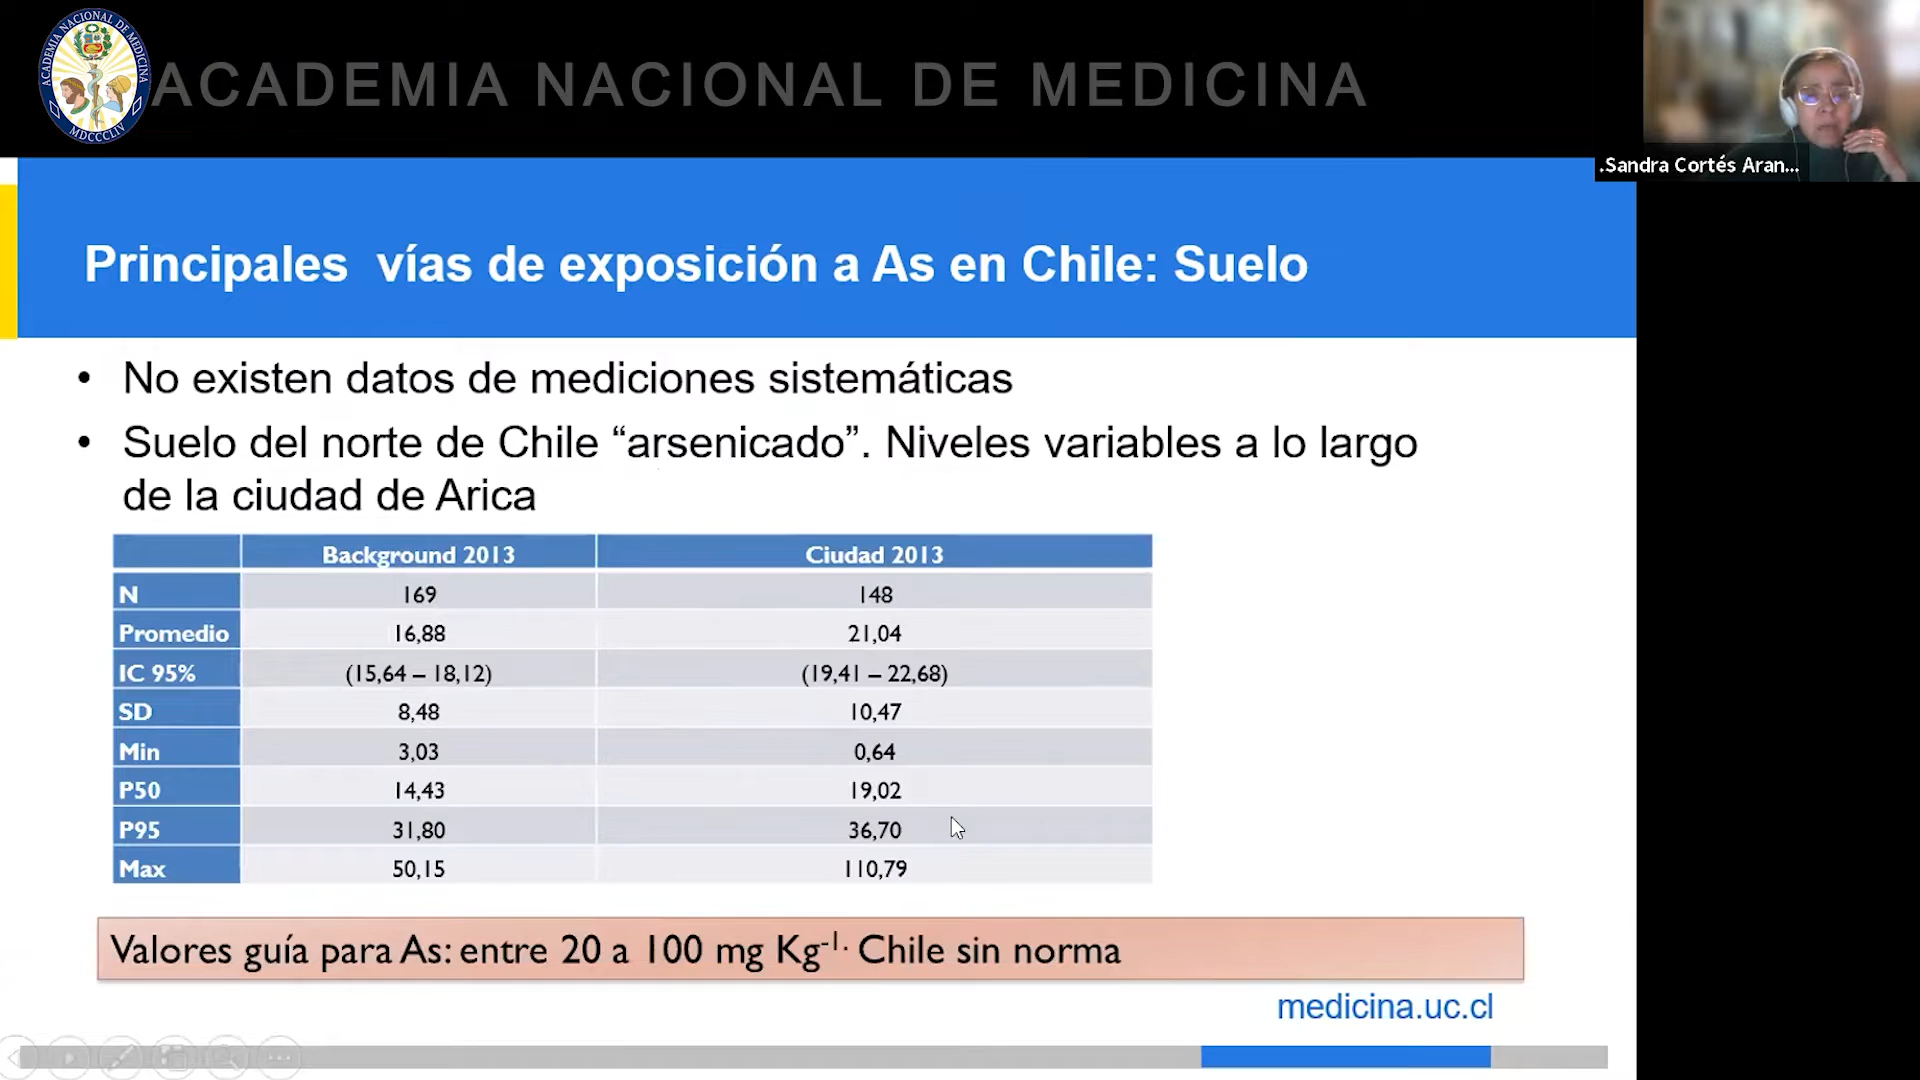 ACADEMIA NACIONAL DE MEDICINA
MDCCCLIV
ACADEMIA NACIONAL DE MEDICINA
.Sandra Cortés Aran...
Principales vías de exposición a As en Chile: Suelo
• No existen datos de mediciones sistemáticas
• Suelo del norte de Chile “arsenicado”. Niveles variables a lo largo
de la ciudad de Arica
Background 2013 Ciudad 2013
N 169 148
Promedio 16,88 21,04
IC 95% (15,64 – 18,12) (19,41 – 22,68)
SD 8,48 10,47
Min 3,03 0,64
P50 14,43 19,02
P95 31,80 36,70
Max 50,15 110,79
Valores guía para As: entre 20 a 100 mg Kg⁻¹· Chile sin norma
medicina.uc.cl